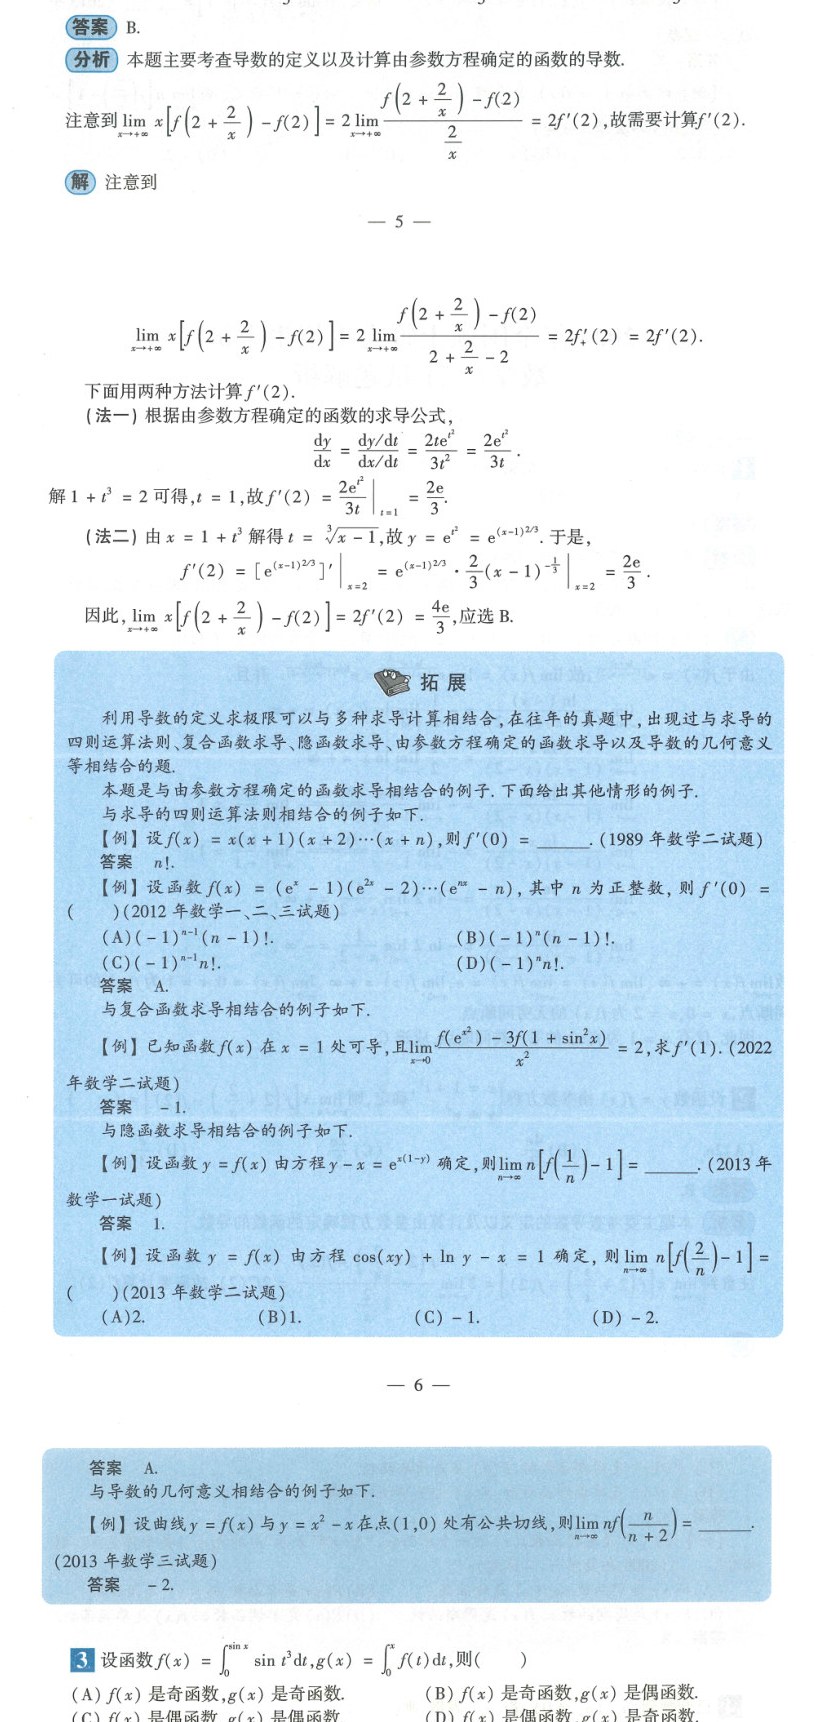 答案 B.
分析 本题主要考查导数的定义以及计算由参数方程确定的函数的导数.
注意到 lim_{x→+∞} x[f(2 + 2/x) - f(2)] = 2 lim_{x→+∞} (f(2 + 2/x) - f(2))/(2/x) = 2f′(2),故需要计算f′(2).
解 注意到
— 5 —
lim_{x→+∞} x[f(2 + 2/x) - f(2)] = 2 lim_{x→+∞} (f(2 + 2/x) - f(2))/(2 + 2/x - 2) = 2f′₊(2) = 2f′(2).
下面用两种方法计算 f′(2).
(法一) 根据由参数方程确定的函数的求导公式,
dy/dx = (dy/dt)/(dx/dt) = 2te^{t²}/3t² = 2e^{t²}/3t.
解 1 + t³ = 2 可得,t = 1,故 f′(2) = 2e^{t²}/3t |_{t=1} = 2e/3.
(法二) 由 x = 1 + t³ 解得 t = ∛(x - 1),故 y = e^{t²} = e^{(x-1)^{2/3}}. 于是,
f′(2) = [e^{(x-1)^{2/3}}]′ |_{x=2} = e^{(x-1)^{2/3}} · 2/3 (x - 1)^{-1/3} |_{x=2} = 2e/3.
因此, lim_{x→+∞} x[f(2 + 2/x) - f(2)] = 2f′(2) = 4e/3,应选 B.
拓展
利用导数的定义求极限可以与多种求导计算相结合,在往年的真题中,出现过与求导的
四则运算法则、复合函数求导、隐函数求导、由参数方程确定的函数求导以及导数的几何意义
等相结合的题.
本题是与由参数方程确定的函数求导相结合的例子. 下面给出其他情形的例子.
与求导的四则运算法则相结合的例子如下.
【例】设 f(x) = x(x + 1)(x + 2)⋯(x + n),则 f′(0) = ______. (1989 年数学二试题)
答案 n!.
【例】设函数 f(x) = (e^x - 1)(e^{2x} - 2)⋯(e^{nx} - n), 其中 n 为正整数, 则 f′(0) =
( )(2012 年数学一、二、三试题)
(A)(-1)^{n-1}(n - 1)!. (B)(-1)^n(n - 1)!.
(C)(-1)^{n-1}n!. (D)(-1)^n n!.
答案 A.
与复合函数求导相结合的例子如下.
【例】已知函数 f(x) 在 x = 1 处可导,且 lim_{x→0} (f(e^{x²}) - 3f(1 + sin²x))/x² = 2,求 f′(1). (2022
年数学二试题)
答案 -1.
与隐函数求导相结合的例子如下.
【例】设函数 y = f(x) 由方程 y - x = e^{x(1-y)} 确定,则 lim_{n→∞} n[f(1/n) - 1] = ______. (2013 年
数学一试题)
答案 1.
【例】设函数 y = f(x) 由方程 cos(xy) + ln y - x = 1 确定, 则 lim_{n→∞} n[f(2/n) - 1] =
( )(2013 年数学二试题)
(A)2. (B)1. (C) - 1. (D) - 2.
— 6 —
答案 A.
与导数的几何意义相结合的例子如下.
【例】设曲线 y = f(x) 与 y = x² - x 在点(1,0) 处有公共切线,则 lim_{n→∞} nf(n/(n + 2)) = ______.
(2013 年数学三试题)
答案 -2.
3 设函数 f(x) = ∫_0^{sin x} sin t³dt, g(x) = ∫_0^x f(t)dt,则( )
(A) f(x) 是奇函数,g(x) 是奇函数. (B) f(x) 是奇函数,g(x) 是偶函数.
(C) f(x) 是偶函数,g(x) 是偶函数. (D) f(x) 是偶函数,g(x) 是奇函数.